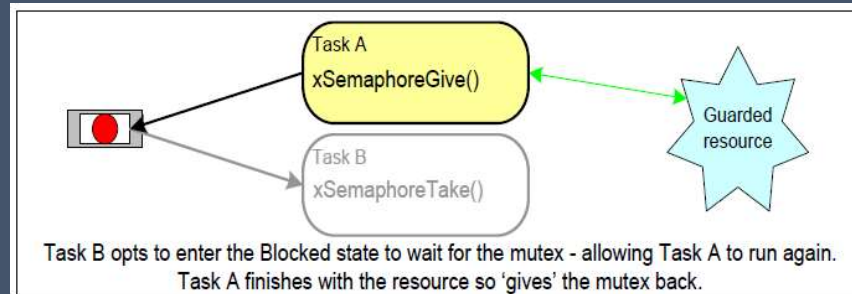 Task A
xSemaphoreGive()
Guarded
resource
Task B
xSemaphoreTake()
Task B opts to enter the Blocked state to wait for the mutex - allowing Task A to run again.
Task A finishes with the resource so ‘gives’ the mutex back.